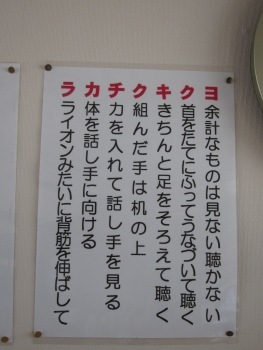 ヨ 余計なものは見ない聴かない
ク 首をたてにふってうなづいて聴く
キ きちんと足をそろえて聴く
ク 組んだ手は机の上
チ 力を入れて話し手を見る
カ 体を話し手に向ける
ラ ライオンみたいに背筋を伸ばして